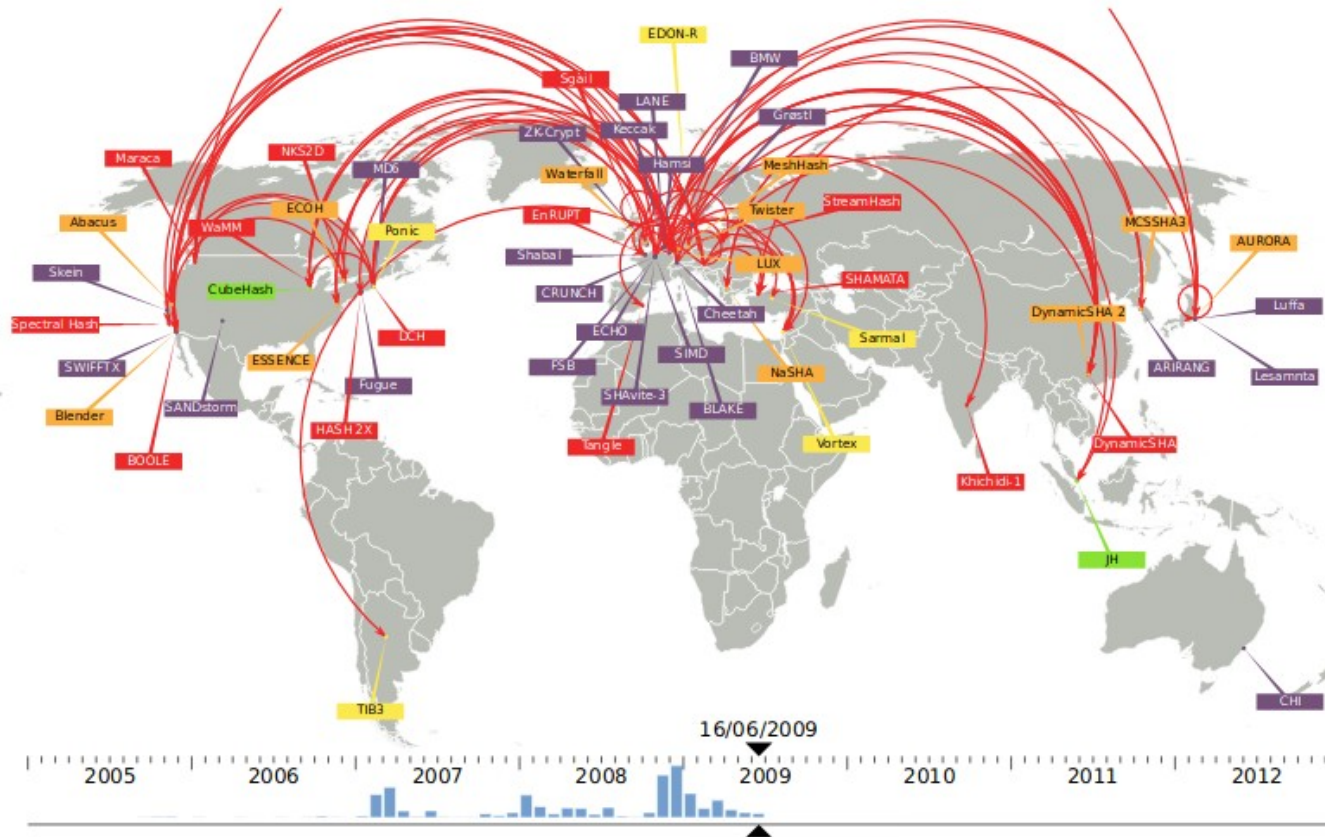 EDON-R
BMW
Sgàil
LANE
Grøstl
ZK-Crypt
Keccak
Maraca
NKS2D
MD6
Hamsi
MeshHash
Waterfall
StreamHash
ECOH
Twister
EnRUPT
Abacus
WaMM
Ponic
MCSSHA3
AURORA
Shabal
LUX
Skein
CubeHash
SHAMATA
CRUNCH
Luffa
Cheetah
DynamicSHA 2
Spectral Hash
DCH
ECHO
Sarmal
SWIFFTX
ESSENCE
FSB
SIMD
ARIRANG
Lesamnta
Fugue
NaSHA
SHAvite-3
Blender
SANDstorm
BLAKE
HASH 2X
Tangle
Vortex
DynamicSHA
BOOLE
Khichidi-1
JH
TIB3
CHI
16/06/2009
2005 2006 2007 2008 2009 2010 2011 2012